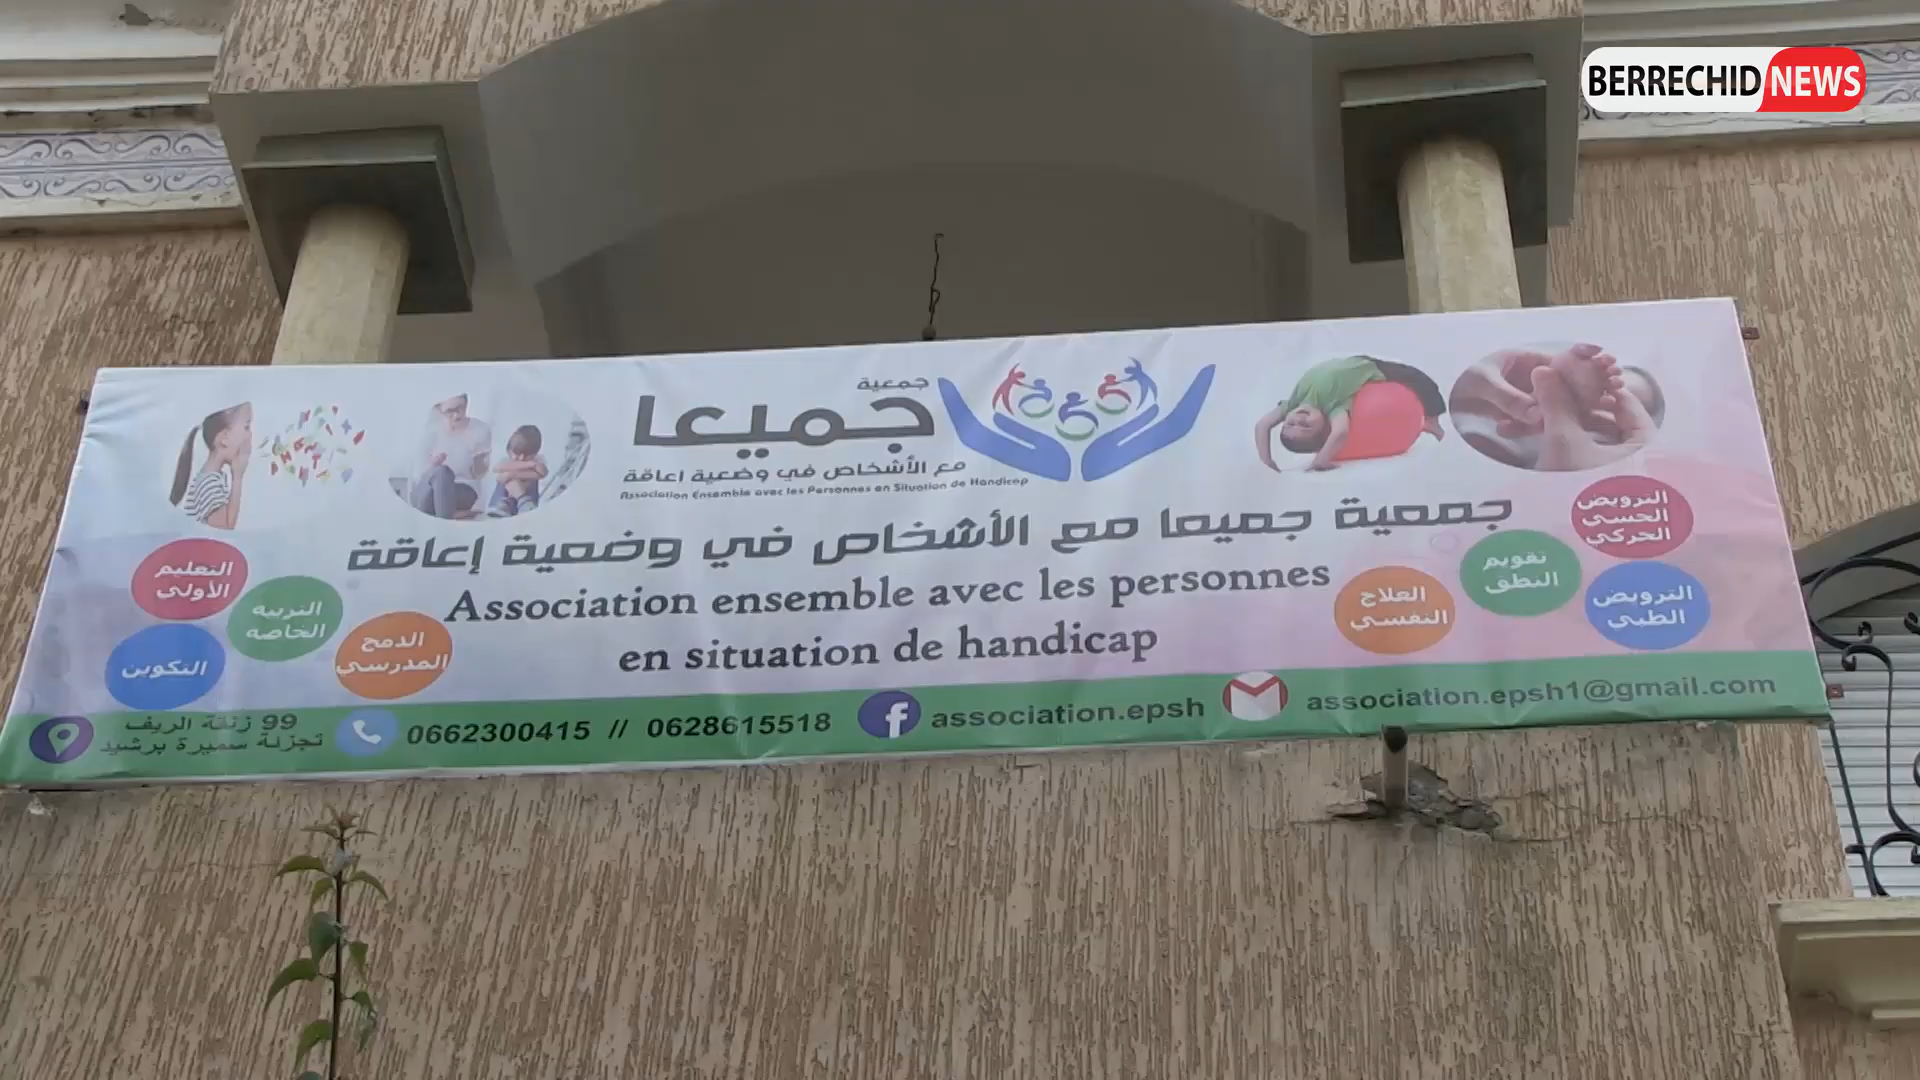 BERRECHID NEWS
جمعية
جميعا
مع الأشخاص في وضعية اعاقة
Association Ensemble avec les Personnes en Situation de Handicap
جمعية جميعا مع الأشخاص في وضعية إعاقة
Association ensemble avec les personnes
en situation de handicap
التعليم
الأولي
التربية
الخاصة
التكوين
الدمج
المدرسي
الترويض
الحسي
الحركي
تقويم
النطق
العلاج
النفسي
الترويض
الطبي
99 زنقة الريف
تجزئة سميرة برشيد
0662300415 // 0628615518
association.epsh
association.epsh1@gmail.com